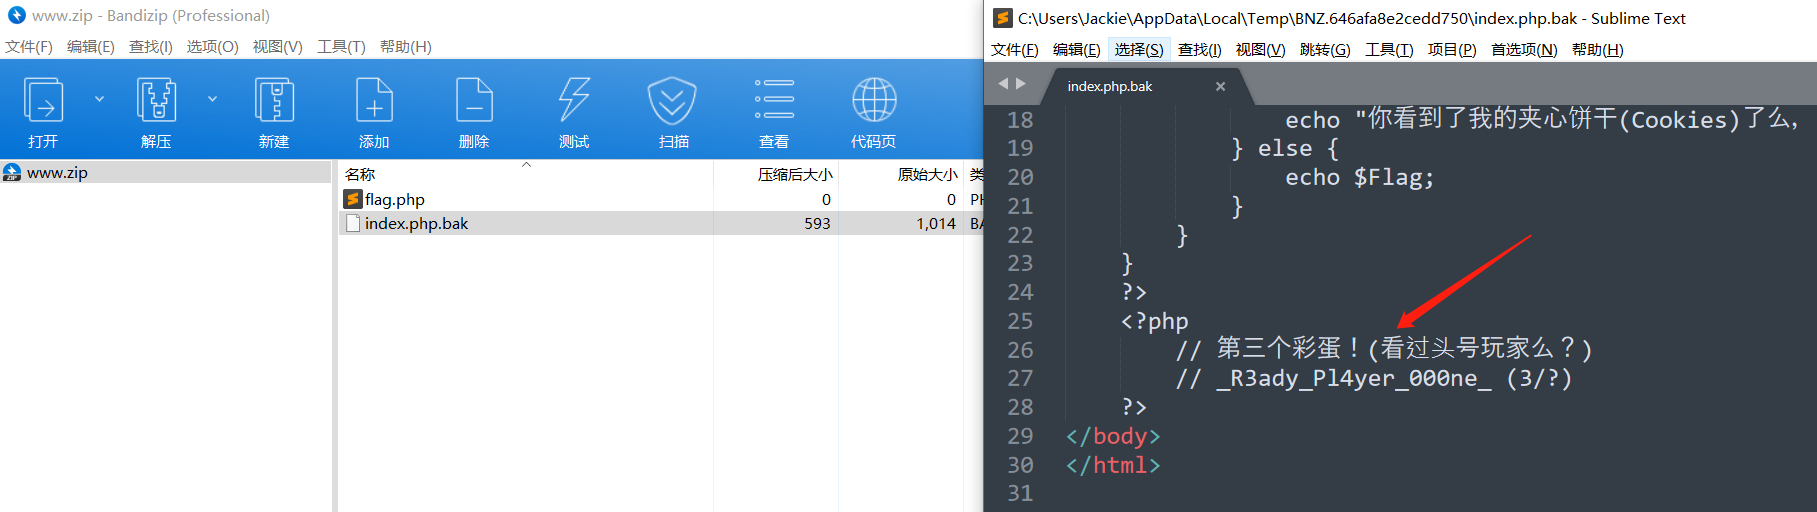 www.zip - Bandizip (Professional)
文件(F) 编辑(E) 查找(I) 选项(O) 视图(V) 工具(T) 帮助(H)
打开 解压 新建 添加 删除 测试 扫描 查看 代码页
www.zip
名称 压缩后大小 原始大小 类
flag.php 0 0 PH
index.php.bak 593 1,014 BA
C:\Users\Jackie\AppData\Local\Temp\BNZ.646afa8e2cedd750\index.php.bak - Sublime Text
文件(F) 编辑(E) 选择(S) 查找(I) 视图(V) 跳转(G) 工具(T) 项目(P) 首选项(N) 帮助(H)
index.php.bak ×
18 echo "你看到了我的夹心饼干(Cookies)了么,
19 } else {
20 echo $Flag;
21 }
22 }
23 }
24 ?>
25 <?php
26 // 第三个彩蛋！(看过头号玩家么？)
27 // _R3ady_Pl4yer_000ne_ (3/?)
28 ?>
29 </body>
30 </html>
31